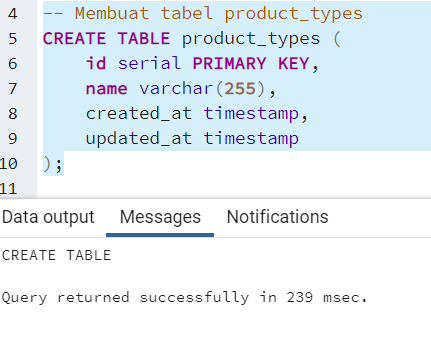 4 -- Membuat tabel product_types
5 CREATE TABLE product_types (
6 id serial PRIMARY KEY,
7 name varchar(255),
8 created_at timestamp,
9 updated_at timestamp
10 );
11
Data output Messages Notifications
CREATE TABLE
Query returned successfully in 239 msec.